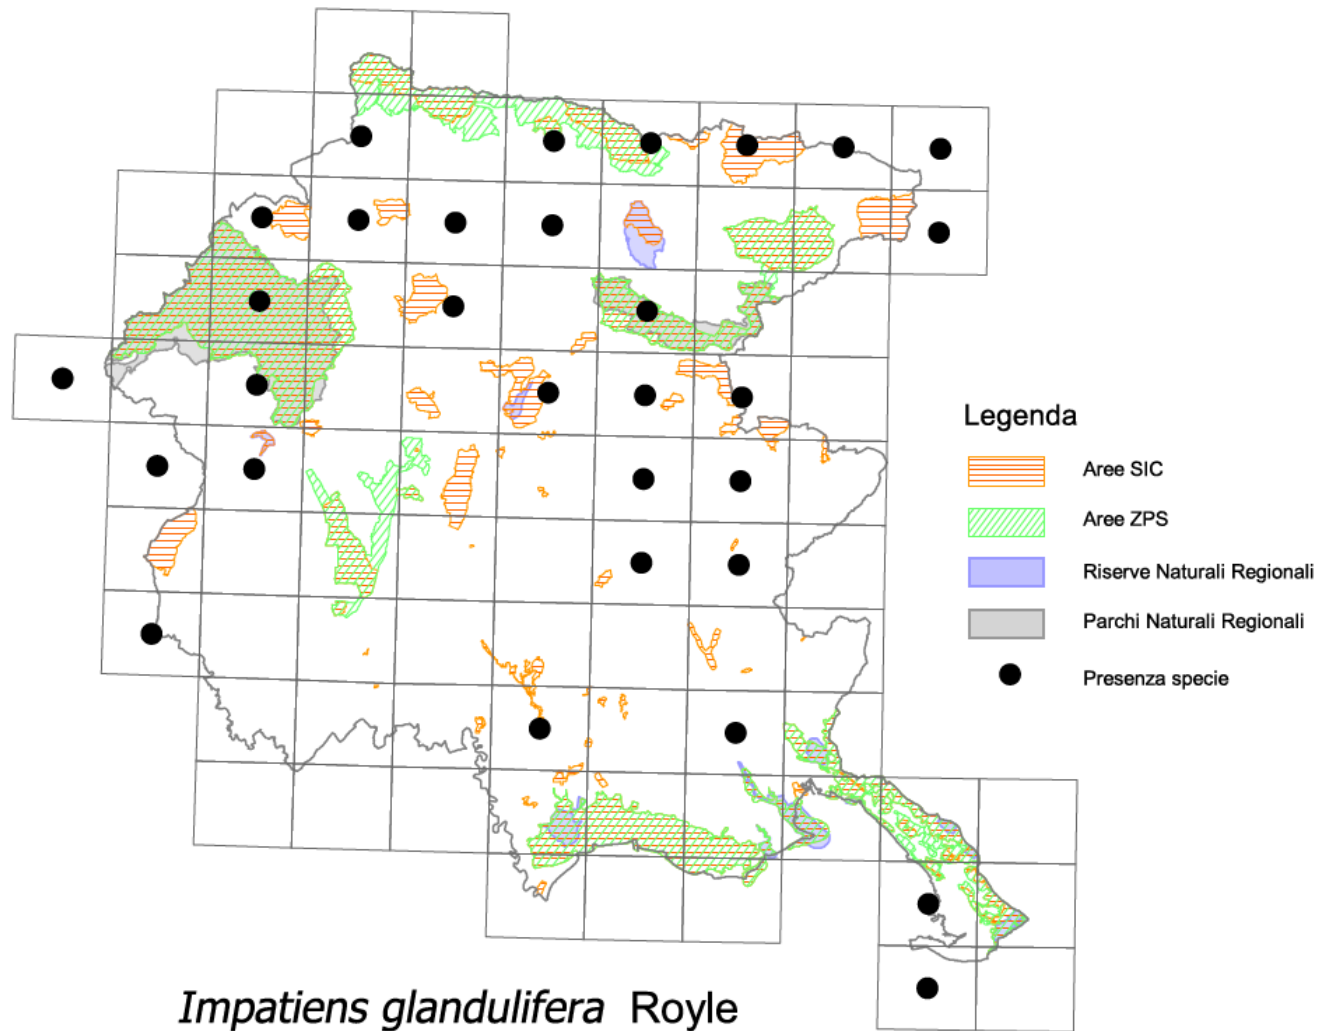 Legenda
Aree SIC
Aree ZPS
Riserve Naturali Regionali
Parchi Naturali Regionali
Presenza specie
Impatiens glandulifera Royle